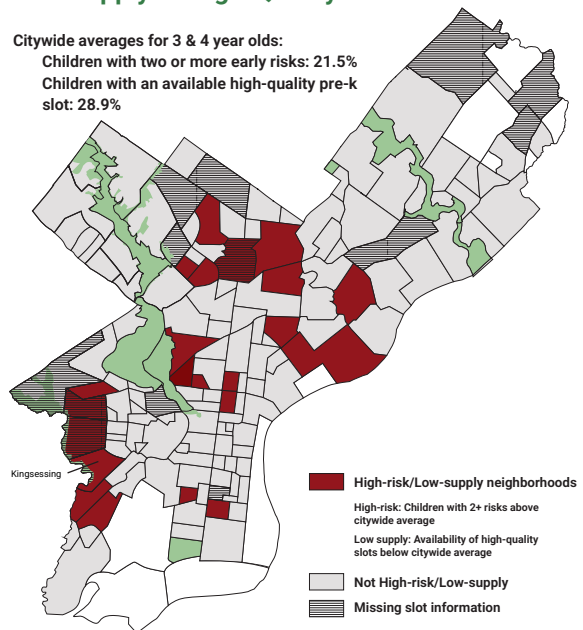 Citywide averages for 3 & 4 year olds:
Children with two or more early risks: 21.5%
Children with an available high-quality pre-k
slot: 28.9%
Kingsessing
High-risk/Low-supply neighborhoods
High-risk: Children with 2+ risks above
citywide average
Low supply: Availability of high-quality
slots below citywide average
Not High-risk/Low-supply
Missing slot information